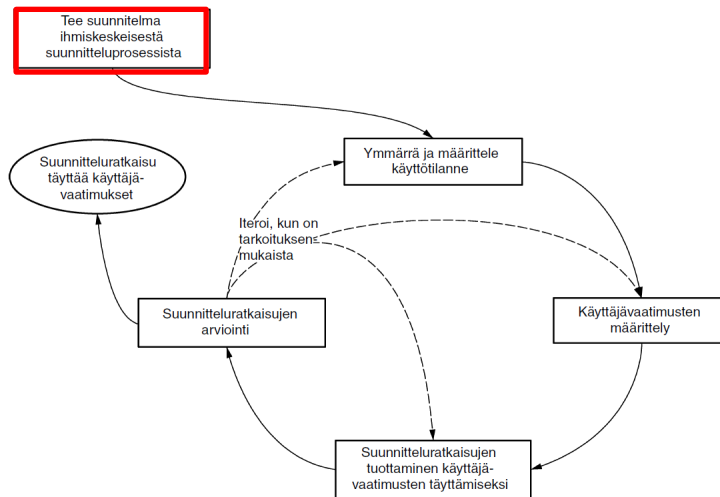 Tee suunnitelma
ihmiskeskeisestä
suunnitteluprosessista
Ymmärrä ja määrittele
käyttötilanne
Suunnitteluratkaisu
täyttää käyttäjä-
vaatimukset
Iteroi, kun on
tarkoituksen-
mukaista
Suunnitteluratkaisujen
arviointi
Käyttäjävaatimusten
määrittely
Suunnitteluratkaisujen
tuottaminen käyttäjä-
vaatimusten täyttämiseksi